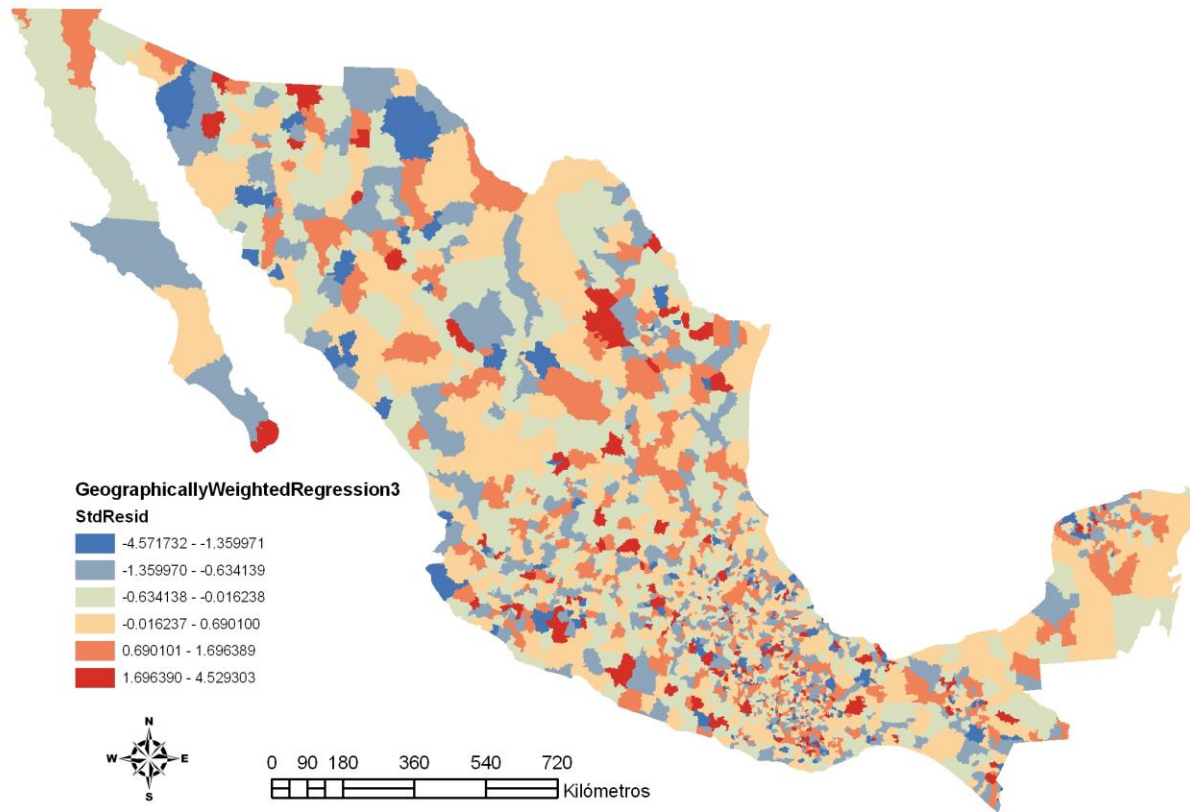 GeographicallyWeightedRegression3
StdResid
-4.571732 - -1.359971
-1.359970 - -0.634139
-0.634138 - -0.016238
-0.016237 - 0.690100
0.690101 - 1.696389
1.696390 - 4.529303
N
W E
S
0 90 180 360 540 720
Kilómetros